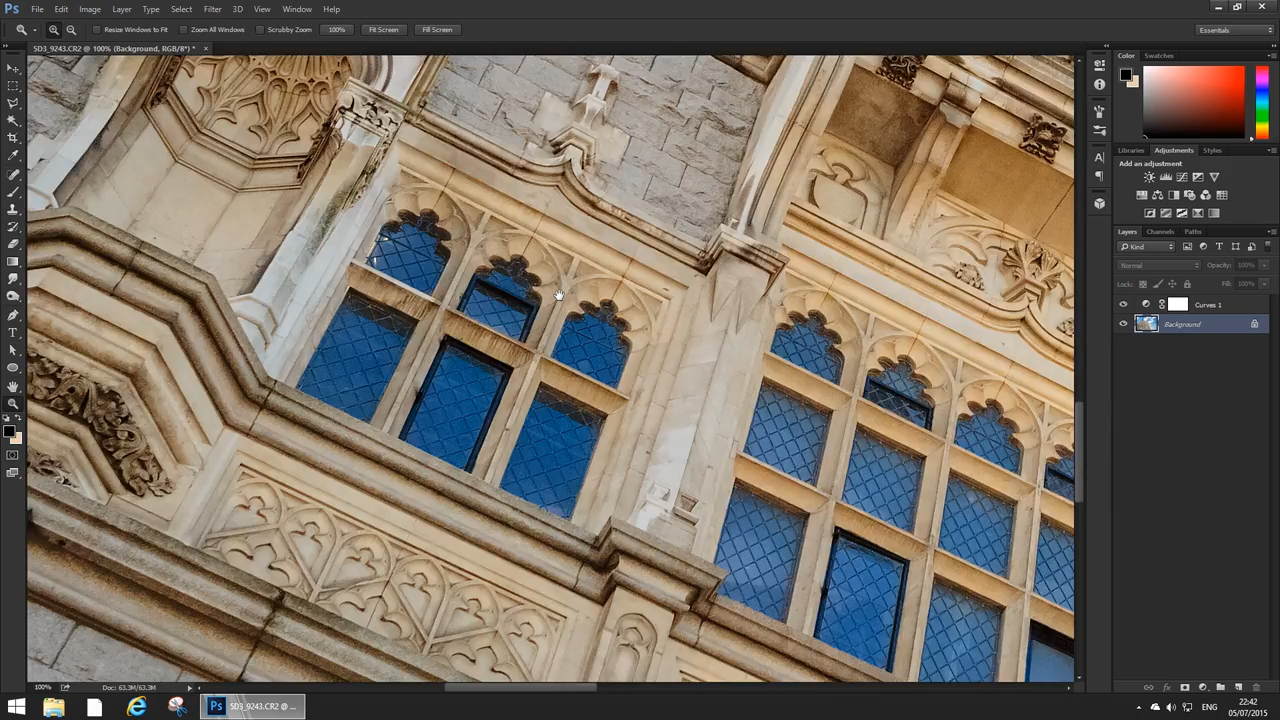 Ps File Edit Image Layer Type Select Filter 3D View Window Help
Resize Windows to Fit Zoom All Windows Scrubby Zoom 100% Fit Screen Fill Screen Essentials
5D3_9243.CR2 @ 100% (Background, RGB/8*) * ×
Color Swatches
Libraries Adjustments Styles
Add an adjustment
Layers Channels Paths
Kind
Normal Opacity: 100%
Lock: Fill: 100%
Curves 1
Background
100% Doc: 63.3M/63.3M
Ps 5D3_9243.CR2 @ ... ENG 22:42
05/07/2015